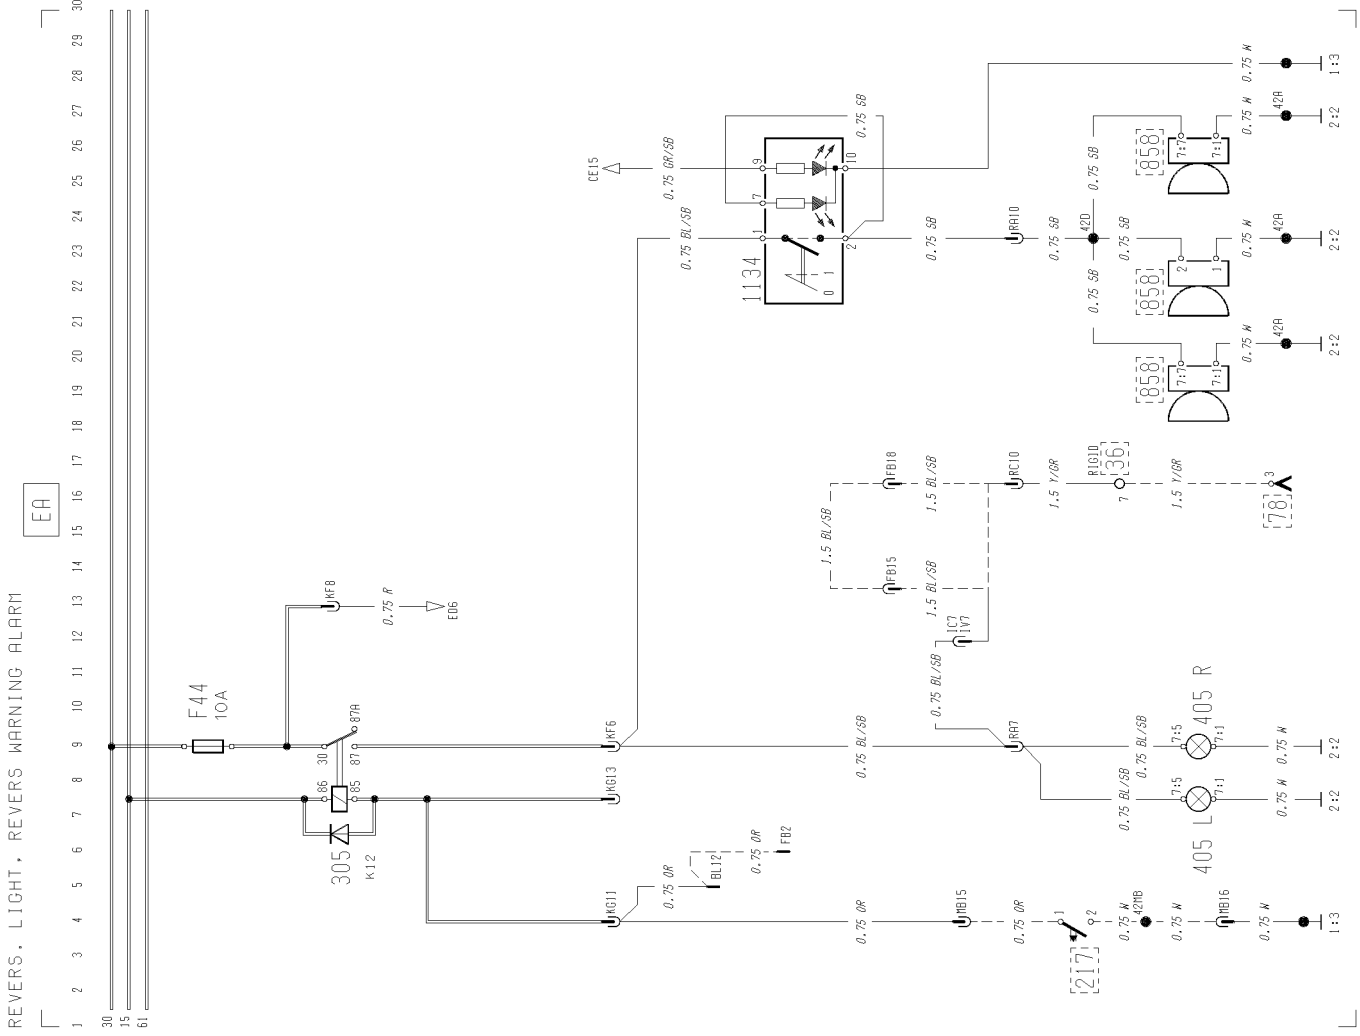 REVERS. LIGHT, REVERS WARNING ALARM
EA
1
2
3
4
5
6
7
8
9
10
11
12
13
14
15
16
17
18
19
20
21
22
23
24
25
26
27
28
29
30
30
15
61
F44
10A
KF8
0.75 R
ED6
30
87A
87
86
85
305
K12
KF6
KG13
KG11
0.75 OR
BL12
0.75 OR
FB2
0.75 OR
MB15
0.75 OR
1
2
217
0.75 W
42MB
0.75 W
MB16
0.75 W
1:3
0.75 BL/SB
RA7
0.75 BL/SB
0.75 BL/SB
7:5
7:1
405 R
0.75 W
2:2
7:5
7:1
405 L
0.75 W
2:2
0.75 BL/SB
IC7
IV7
1.5 BL/SB
FB15
1.5 BL/SB
FB18
1.5 BL/SB
RC10
1.5 Y/GR
RIGID
36
7
1.5 Y/GR
3
78
0.75 BL/SB
CE15
0.75 GR/SB
1134
1
7
9
2
10
0 1
0.75 SB
0.75 SB
RA10
0.75 SB
42D
0.75 SB
0.75 SB
0.75 SB
858
7:7
7:1
0.75 W
42A
2:2
858
2
1
0.75 W
42A
2:2
858
7:7
7:1
0.75 W
42A
2:2
0.75 W
1:3